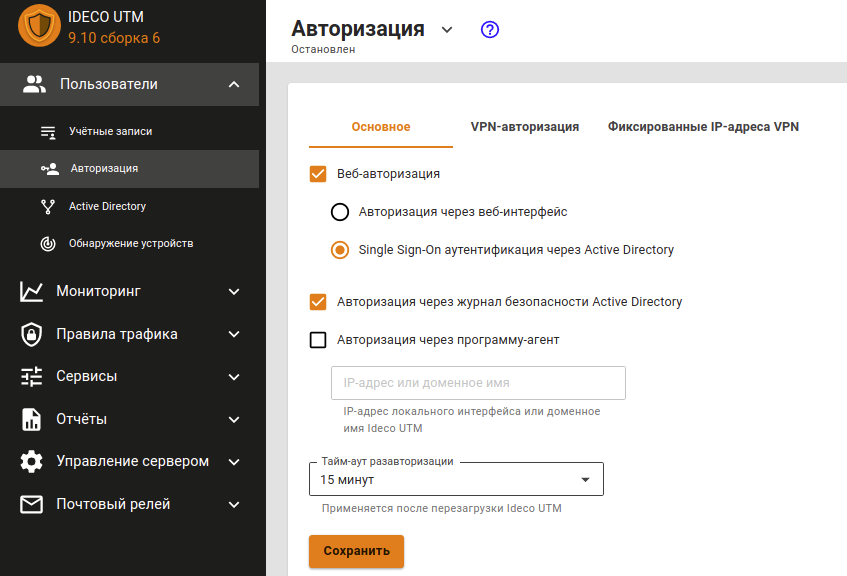 IDECO UTM
9.10 сборка 6
Пользователи
Учётные записи
Авторизация
Active Directory
Обнаружение устройств
Мониторинг
Правила трафика
Сервисы
Отчёты
Управление сервером
Почтовый релей
Авторизация
Остановлен
Основное
VPN-авторизация
Фиксированные IP-адреса VPN
Веб-авторизация
Авторизация через веб-интерфейс
Single Sign-On аутентификация через Active Directory
Авторизация через журнал безопасности Active Directory
Авторизация через программу-агент
IP-адрес или доменное имя
IP-адрес локального интерфейса или доменное
имя Ideco UTM
Тайм-аут разавторизации
15 минут
Применяется после перезагрузки Ideco UTM
Сохранить